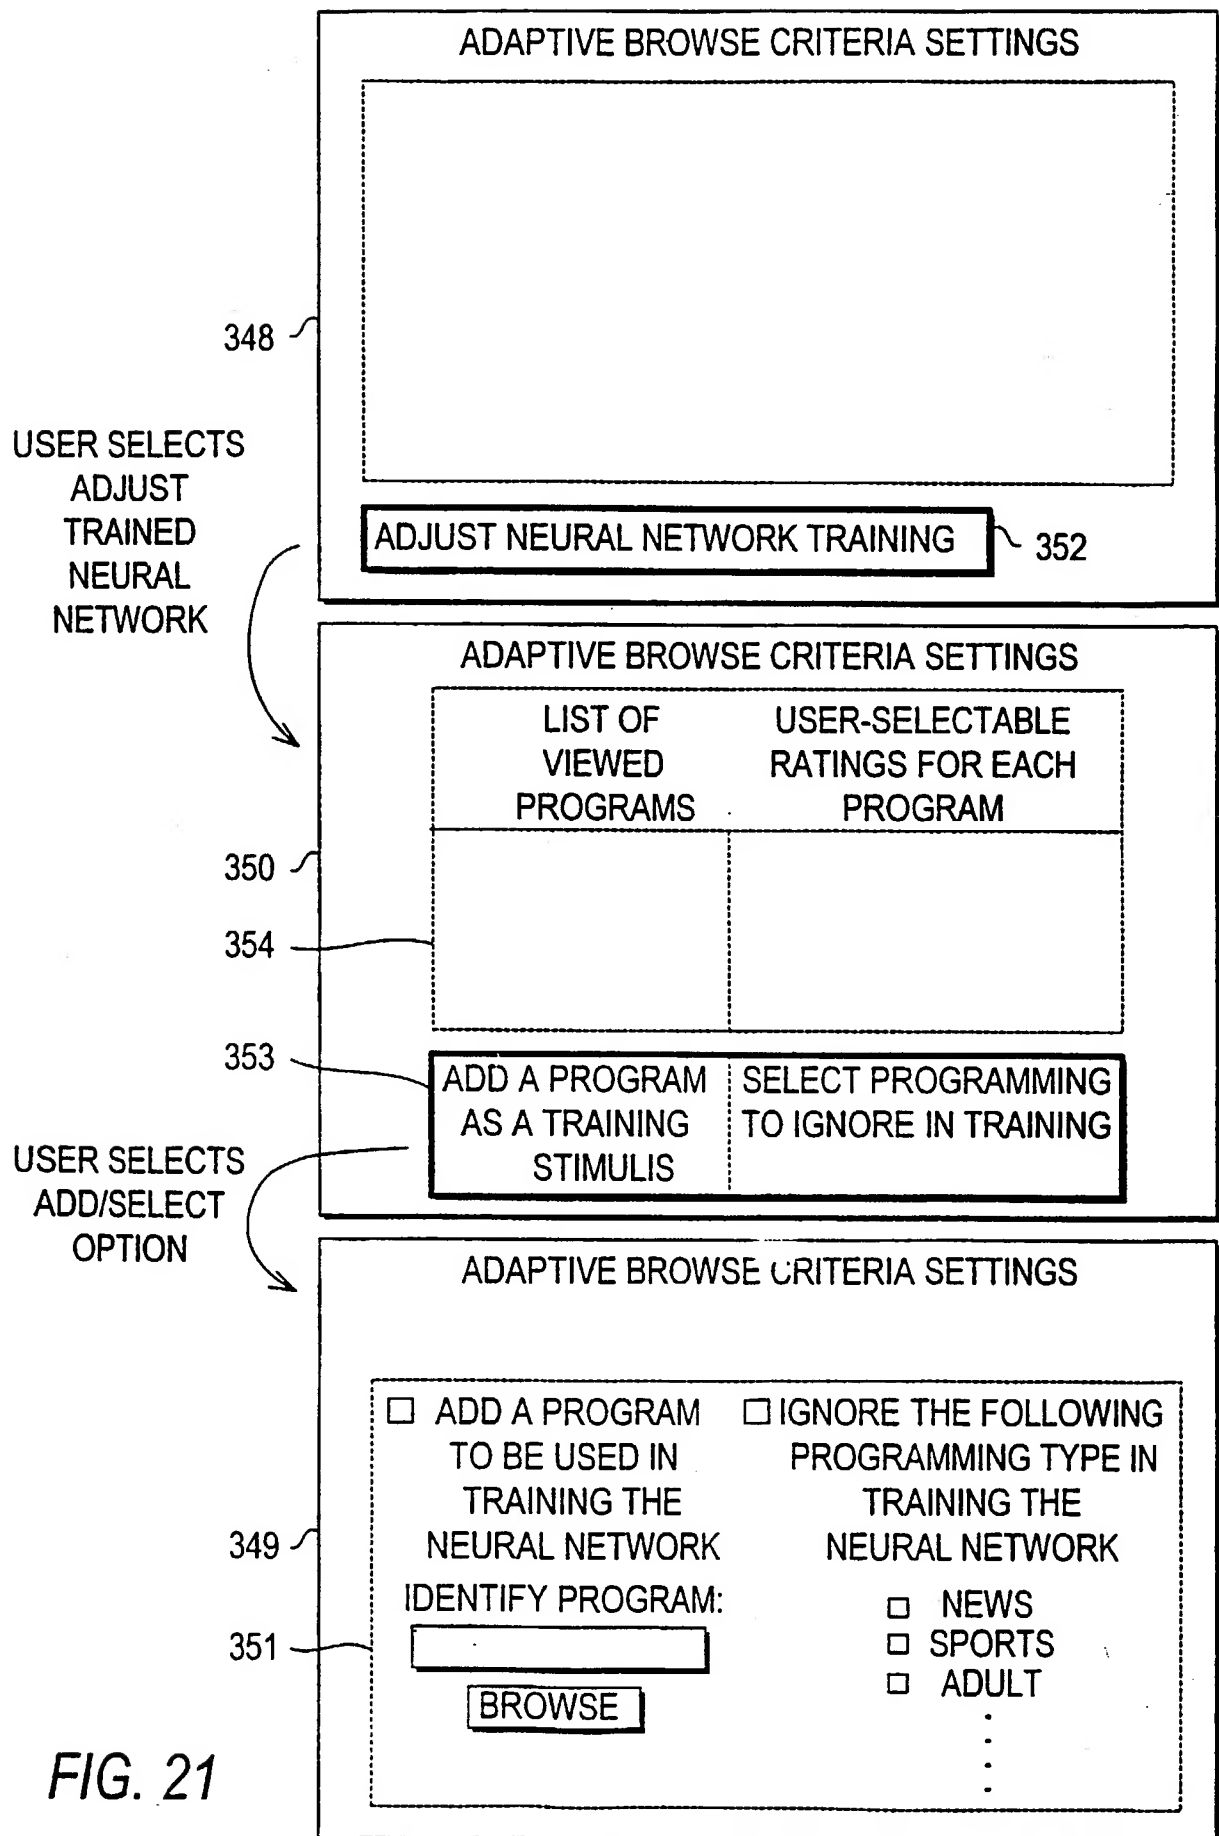 ADAPTIVE BROWSE CRITERIA SETTINGS
348
USER SELECTS
ADJUST
TRAINED
NEURAL
NETWORK
ADJUST NEURAL NETWORK TRAINING
352
ADAPTIVE BROWSE CRITERIA SETTINGS
LIST OF
VIEWED
PROGRAMS
USER-SELECTABLE
RATINGS FOR EACH
PROGRAM
350
354
353
ADD A PROGRAM
AS A TRAINING
STIMULIS
SELECT PROGRAMMING
TO IGNORE IN TRAINING
USER SELECTS
ADD/SELECT
OPTION
ADAPTIVE BROWSE CRITERIA SETTINGS
ADD A PROGRAM
TO BE USED IN
TRAINING THE
NEURAL NETWORK
IDENTIFY PROGRAM:
BROWSE
IGNORE THE FOLLOWING
PROGRAMMING TYPE IN
TRAINING THE
NEURAL NETWORK
NEWS
SPORTS
ADULT
349
351
FIG. 21